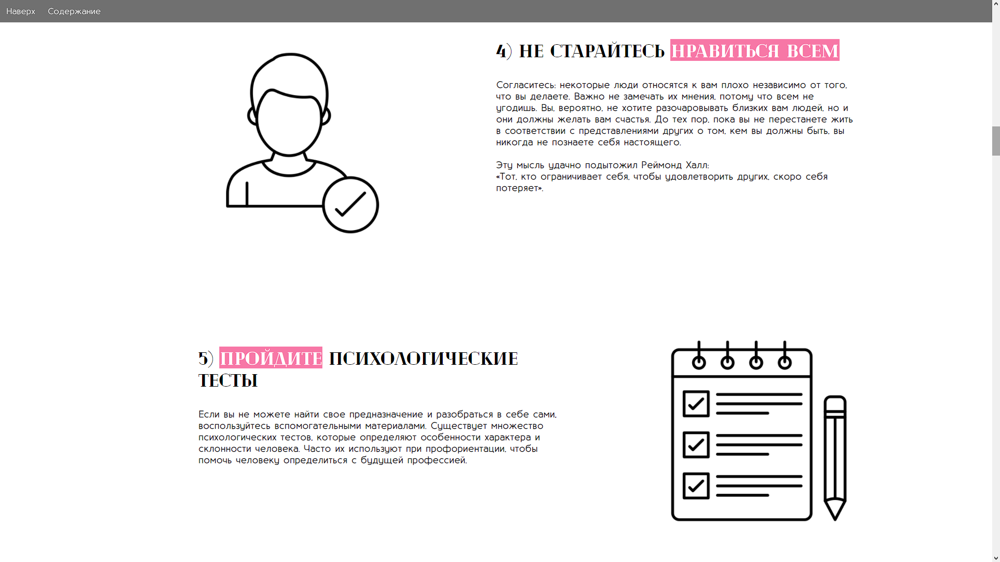 Наверх Содержание
4) НЕ СТАРАЙТЕСЬ НРАВИТЬСЯ ВСЕМ
Согласитесь: некоторые люди относятся к вам плохо независимо от того,
что вы делаете. Важно не замечать их мнения, потому что всем не
угодишь. Вы, вероятно, не хотите разочаровывать близких вам людей, но и
они должны желать вам счастья. До тех пор, пока вы не перестанете жить
в соответствии с представлениями других о том, кем вы должны быть, вы
никогда не познаете себя настоящего.
Эту мысль удачно подытожил Реймонд Халл:
«Тот, кто ограничивает себя, чтобы удовлетворить других, скоро себя
потеряет».
5) ПРОЙДИТЕ ПСИХОЛОГИЧЕСКИЕ
ТЕСТЫ
Если вы не можете найти свое предназначение и разобраться в себе сами,
воспользуйтесь вспомогательными материалами. Существует множество
психологических тестов, которые определяют особенности характера и
склонности человека. Часто их используют при профориентации, чтобы
помочь человеку определиться с будущей профессией.